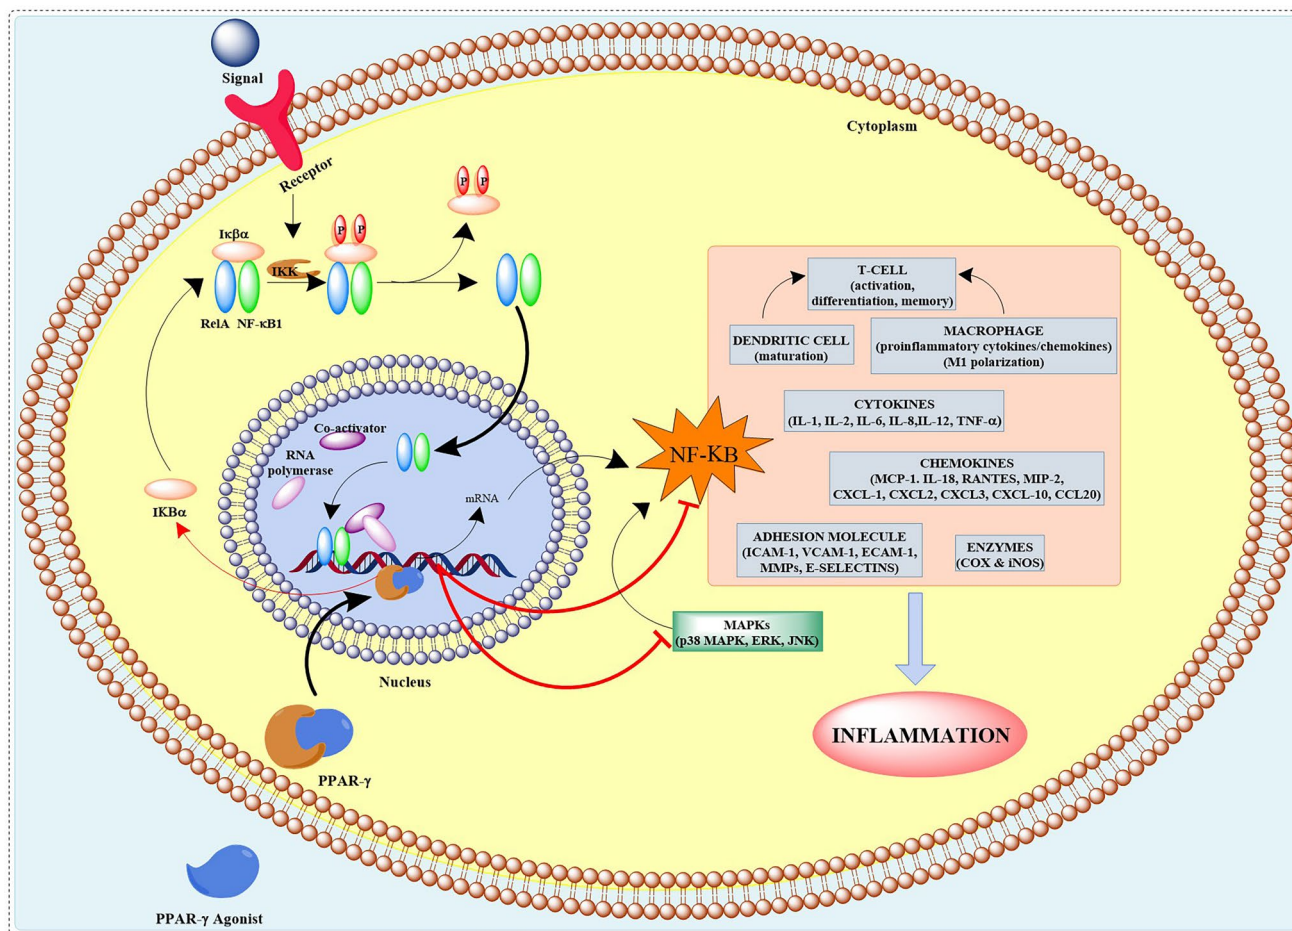 Signal
Cytoplasm
Receptor
P P
Iκβα
P P
IKK
RelA NF-κB1
T-CELL
(activation,
differentiation, memory)
DENDRITIC CELL
(maturation)
MACROPHAGE
(proinflammatory cytokines/chemokines)
(M1 polarization)
CYTOKINES
(IL-1, IL-2, IL-6, IL-8,IL-12, TNF-α)
Co-activator
RNA
polymerase
NF-KB
CHEMOKINES
(MCP-1. IL-18, RANTES, MIP-2,
CXCL-1, CXCL2, CXCL3, CXCL-10, CCL20)
mRNA
IKBα
ADHESION MOLECULE
(ICAM-1, VCAM-1, ECAM-1,
MMPs, E-SELECTINS)
ENZYMES
(COX & iNOS)
MAPKs
(p38 MAPK, ERK, JNK)
Nucleus
INFLAMMATION
PPAR-γ
PPAR-γ Agonist